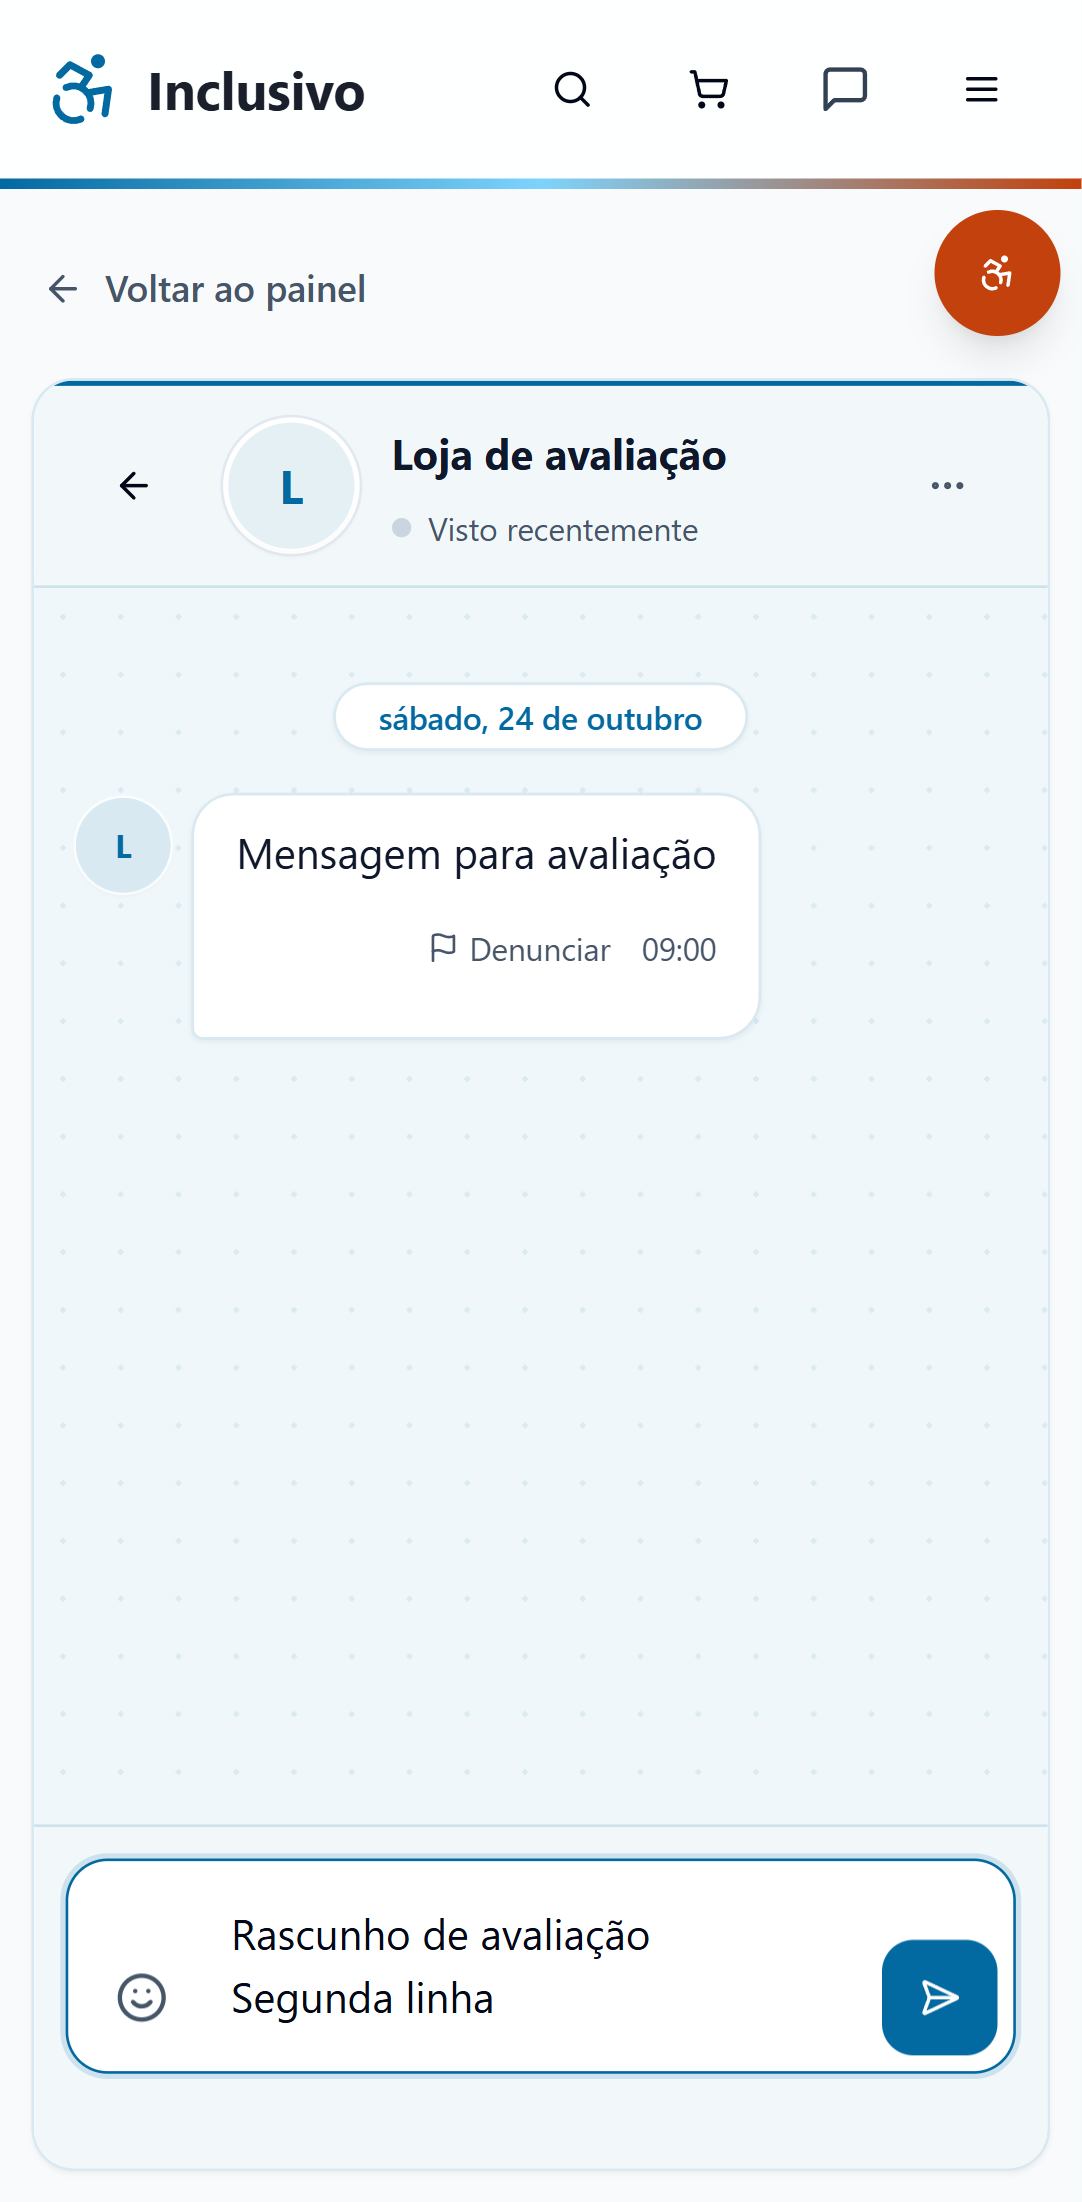 Inclusivo
Voltar ao painel
L
Loja de avaliação
Visto recentemente
sábado, 24 de outubro
L
Mensagem para avaliação
Denunciar 09:00
Rascunho de avaliação
Segunda linha